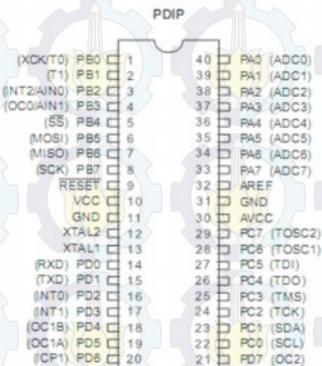 PDIP
(XCK/T0) PB0 1 40 PA0 (ADC0)
(T1) PB1 2 39 PA1 (ADC1)
(INT2/AIN0) PB2 3 38 PA2 (ADC2)
(OC0/AIN1) PB3 4 37 PA3 (ADC3)
(SS) PB4 5 36 PA4 (ADC4)
(MOSI) PB5 6 35 PA5 (ADC5)
(MISO) PB6 7 34 PA6 (ADC6)
(SCK) PB7 8 33 PA7 (ADC7)
RESET 9 32 AREF
VCC 10 31 GND
GND 11 30 AVCC
XTAL2 12 29 PC7 (TOSC2)
XTAL1 13 28 PC6 (TOSC1)
(RXD) PD0 14 27 PC5 (TDI)
(TXD) PD1 15 26 PC4 (TDO)
(INT0) PD2 16 25 PC3 (TMS)
(INT1) PD3 17 24 PC2 (TCK)
(OC1B) PD4 18 23 PC1 (SDA)
(OC1A) PD5 19 22 PC0 (SCL)
(ICP1) PD6 20 21 PD7 (OC2)